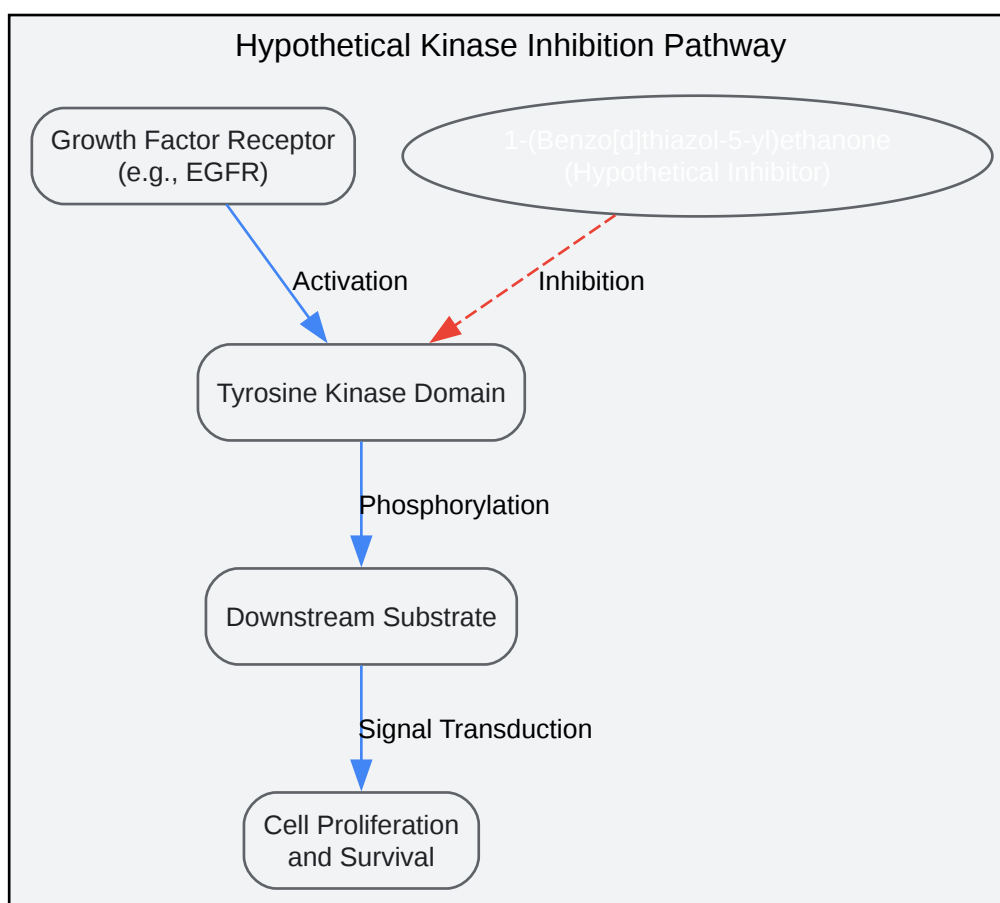 Hypothetical Kinase Inhibition Pathway
Growth Factor Receptor
(e.g., EGFR)
1-(Benzo[d]thiazol-5-yl)ethanone
(Hypothetical Inhibitor)
Activation
Inhibition
Tyrosine Kinase Domain
Phosphorylation
Downstream Substrate
Signal Transduction
Cell Proliferation
and Survival